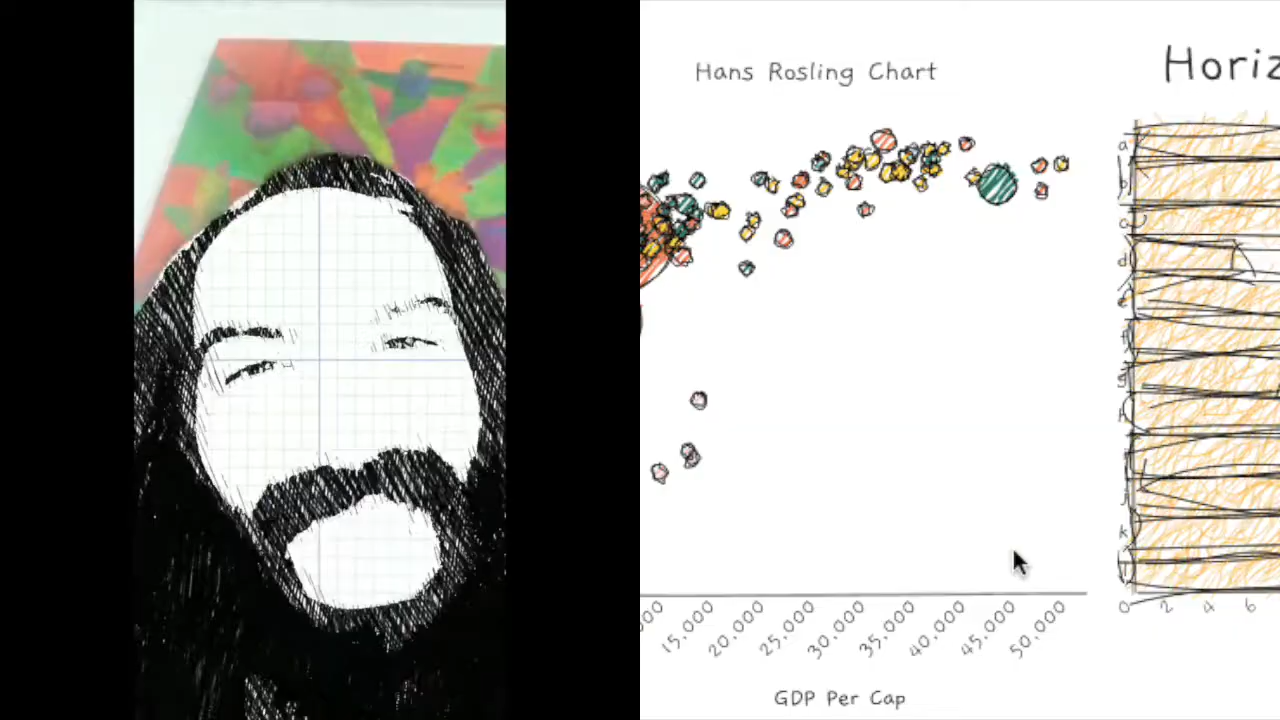 Hans Rosling Chart
15,000
20,000
25,000
30,000
35,000
40,000
45,000
50,000
GDP Per Cap
Horiz
a
b
c
d
e
f
g
h
k
0
2
4
6